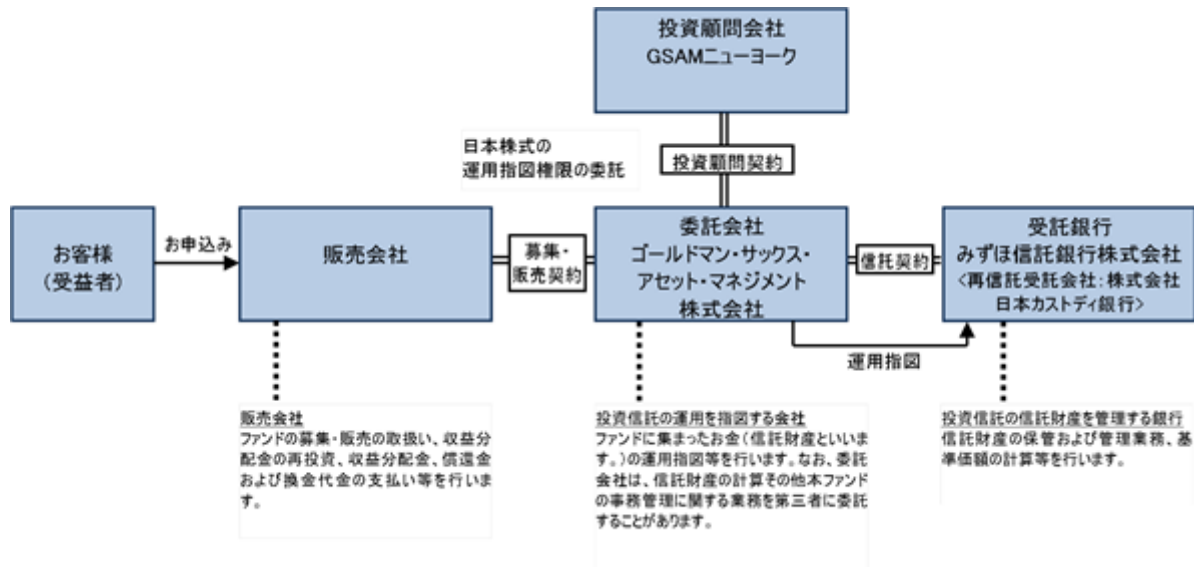 投資顧問会社
GSAMニューヨーク
日本株式の
運用指図権限の委託
投資顧問契約
お客様
(受益者)
お申込み
販売会社
募集・
販売契約
委託会社
ゴールドマン・サックス・
アセット・マネジメント
株式会社
信託契約
受託銀行
みずほ信託銀行株式会社
<再信託受託会社:株式会社
日本カストディ銀行>
運用指図
販売会社
ファンドの募集・販売の取扱い、収益分
配金の再投資、収益分配金、償還金
および換金代金の支払い等を行いま
す。
投資信託の運用を指図する会社
ファンドに集まったお金(信託財産といいま
す。)の運用指図等を行います。なお、委託
会社は、信託財産の計算その他本ファンド
の事務管理に関する業務を第三者に委託
することがあります。
投資信託の信託財産を管理する銀行
信託財産の保管および管理業務、基
準価額の計算等を行います。